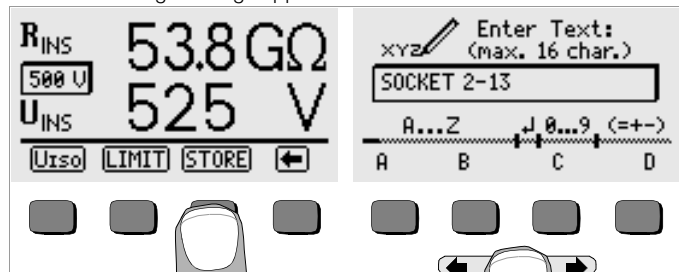 RINS 53.8 GΩ
500 V
UINS 525 V
UISO LIMIT STORE
XYZ Enter Text:
(max. 16 char.)
SOCKET 2-13
A...Z ↲ 0...9 (=+-)
A B C D